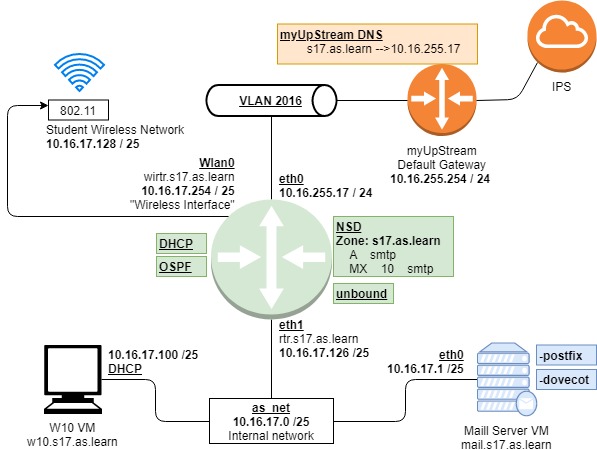 myUpStream DNS
s17.as.learn -->10.16.255.17
IPS
802.11
Student Wireless Network
10.16.17.128 / 25
VLAN 2016
myUpStream
Default Gateway
10.16.255.254 / 24
Wlan0
wirtr.s17.as.learn
10.16.17.254 / 25
"Wireless Interface"
eth0
10.16.255.17 / 24
DHCP
OSPF
NSD
Zone: s17.as.learn
A smtp
MX 10 smtp
unbound
eth1
rtr.s17.as.learn
10.16.17.126 /25
10.16.17.100 /25
DHCP
eth0
10.16.17.1 /25
-postfix
-dovecot
as_net
10.16.17.0 /25
Internal network
W10 VM
w10.s17.as.learn
Maill Server VM
mail.s17.as.learn